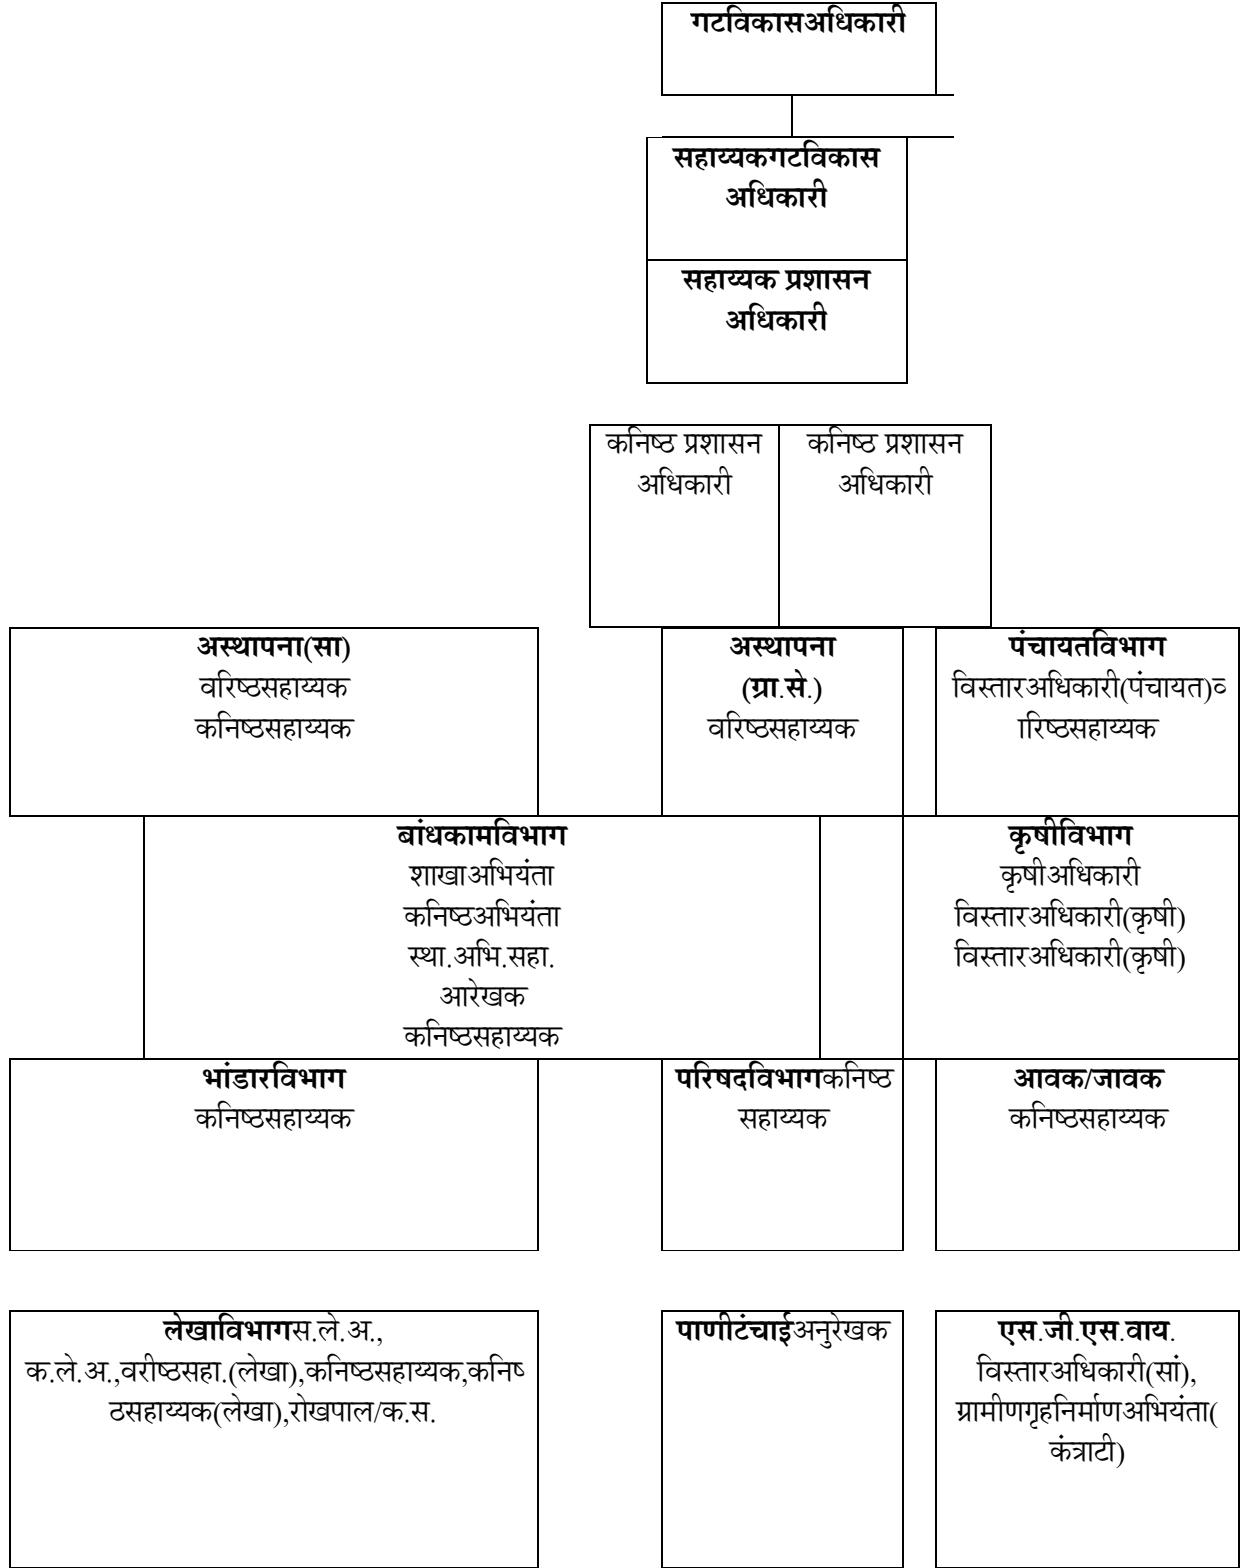 गटविकासअधिकारी
सहाय्यकगटविकास
अधिकारी
सहाय्यक प्रशासन
अधिकारी
कनिष्ठ प्रशासन
अधिकारी
कनिष्ठ प्रशासन
अधिकारी
अस्थापना(सा)
वरिष्ठसहाय्यक
कनिष्ठसहाय्यक
अस्थापना
(ग्रा.से.)
वरिष्ठसहाय्यक
पंचायतविभाग
विस्तारअधिकारी(पंचायत)व
ारिष्ठसहाय्यक
बांधकामविभाग
शाखाअभियंता
कनिष्ठअभियंता
स्था.अभि.सहा.
आरेखक
कनिष्ठसहाय्यक
कृषीविभाग
कृषीअधिकारी
विस्तारअधिकारी(कृषी)
विस्तारअधिकारी(कृषी)
भांडारविभाग
कनिष्ठसहाय्यक
परिषदविभागकनिष्ठ
सहाय्यक
आवक/जावक
कनिष्ठसहाय्यक
लेखाविभागस.ले.अ.,
क.ले.अ.,वरीष्ठसहा.(लेखा),कनिष्ठसहाय्यक,कनिष्
ठसहाय्यक(लेखा),रोखपाल/क.स.
पाणीटंचाईअनुरेखक
एस.जी.एस.वाय.
विस्तारअधिकारी(सां),
ग्रामीणगृहनिर्माणअभियंता(
कंत्राटी)